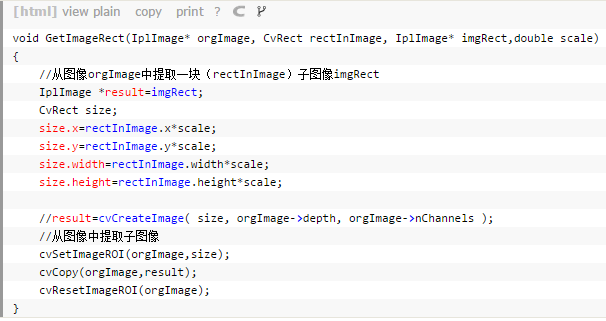 [html] view plain copy print ?
void GetImageRect(IplImage* orgImage, CvRect rectInImage, IplImage* imgRect,double scale)
{
//从图像orgImage中提取一块（rectInImage）子图像imgRect
IplImage *result=imgRect;
CvRect size;
size.x=rectInImage.x*scale;
size.y=rectInImage.y*scale;
size.width=rectInImage.width*scale;
size.height=rectInImage.height*scale;
//result=cvCreateImage( size, orgImage->depth, orgImage->nChannels );
//从图像中提取子图像
cvSetImageROI(orgImage,size);
cvCopy(orgImage,result);
cvResetImageROI(orgImage);
}